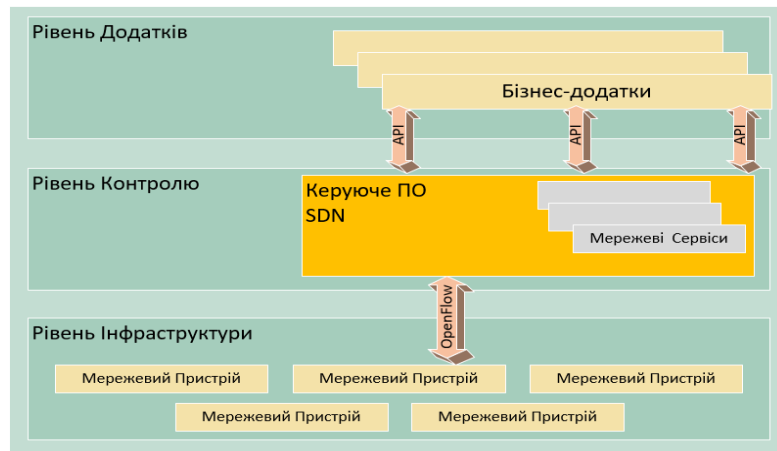 Рівень Додатків
Бізнес-додатки
API
API
API
Рівень Контролю
Керуюче ПО
SDN
Мережеві Сервіси
OpenFlow
Рівень Інфраструктури
Мережевий Пристрій
Мережевий Пристрій
Мережевий Пристрій
Мережевий Пристрій
Мережевий Пристрій